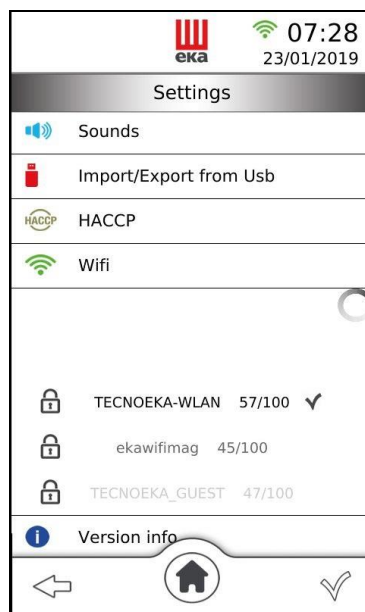 07:28
eka
23/01/2019
Settings
Sounds
Import/Export from Usb
HACCP HACCP
Wifi
TECNOEKA-WLAN 57/100
ekawifimag 45/100
TECNOEKA_GUEST 47/100
i Version info